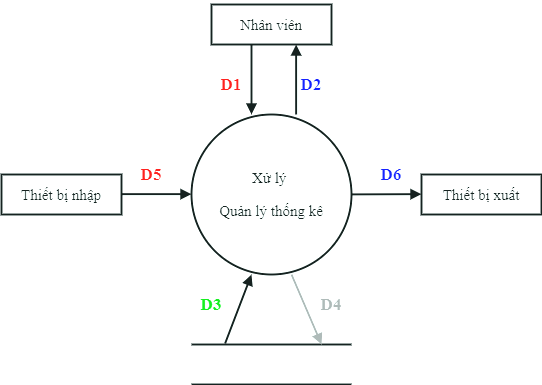 Nhân viên
D1
D2
Xử lý
D5
D6
Thiết bị nhập
Quản lý thống kê
Thiết bị xuất
D3
D4